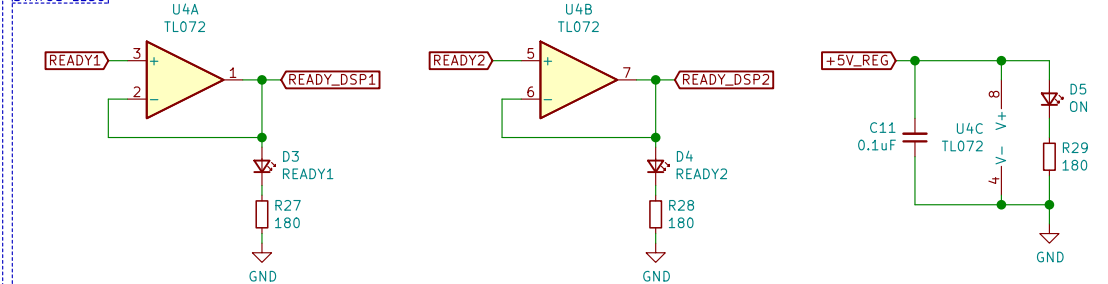 U4A
TL072
READY1
3
+
1
READY_DSP1
2
−
D3
READY1
R27
180
GND
U4B
TL072
READY2
5
+
7
READY_DSP2
6
−
D4
READY2
R28
180
GND
+5V_REG
8
V+
D5
ON
C11
0.1uF
U4C
TL072
V-
4
R29
180
GND